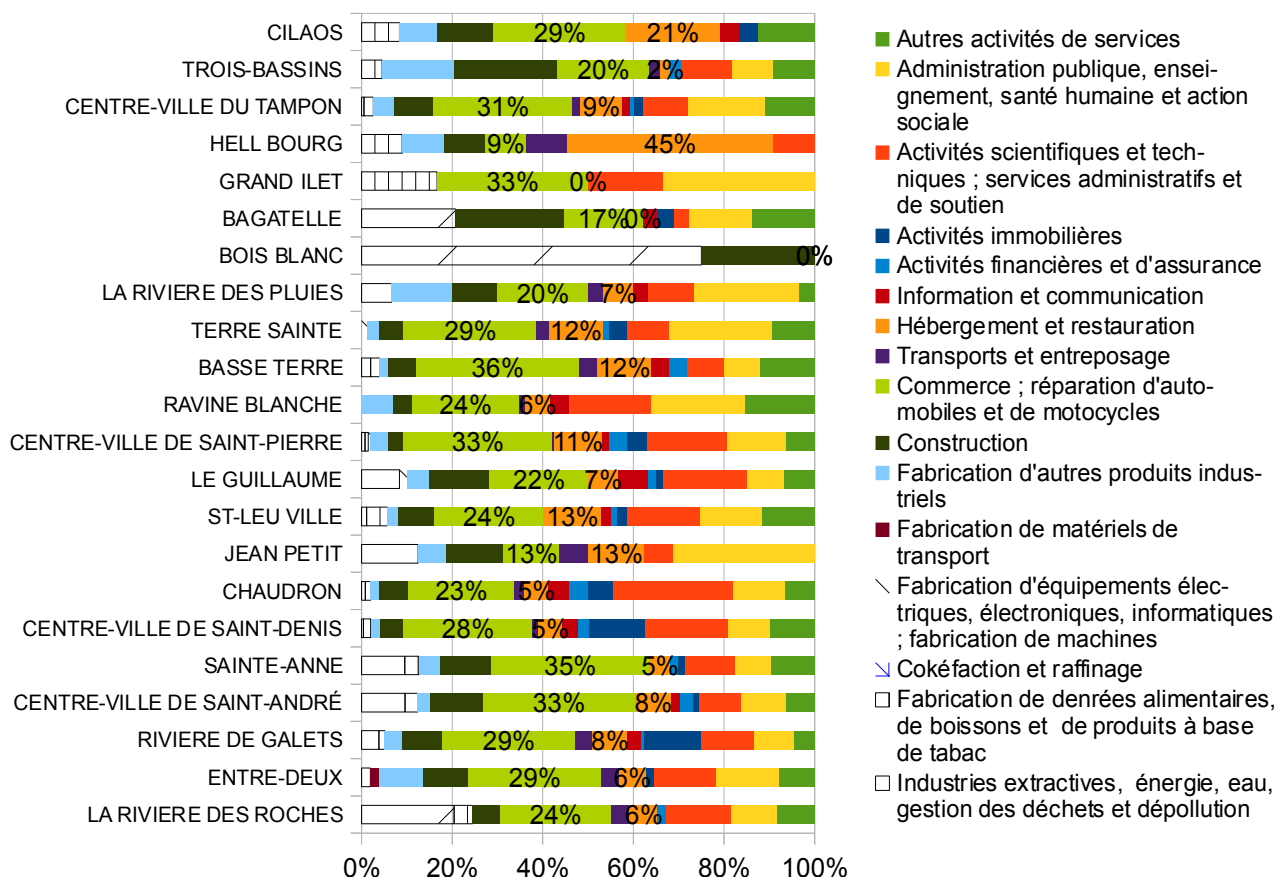 CILAOS 29% 21%
TROIS-BASSINS 20% 2%
CENTRE-VILLE DU TAMPON 31% 9%
HELL BOURG 9% 45%
GRAND ILET 33% 0%
BAGATELLE 17% 0%
BOIS BLANC 0%
LA RIVIERE DES PLUIES 20% 7%
TERRE SAINTE 29% 12%
BASSE TERRE 36% 12%
RAVINE BLANCHE 24% 6%
CENTRE-VILLE DE SAINT-PIERRE 33% 11%
LE GUILLAUME 22% 7%
ST-LEU VILLE 24% 13%
JEAN PETIT 13% 13%
CHAUDRON 23% 5%
CENTRE-VILLE DE SAINT-DENIS 28% 5%
SAINTE-ANNE 35% 5%
CENTRE-VILLE DE SAINT-ANDRÉ 33% 8%
RIVIERE DE GALETS 29% 8%
ENTRE-DEUX 29% 6%
LA RIVIERE DES ROCHES 24% 6%
0% 20% 40% 60% 80% 100%
Autres activités de services
Administration publique, ensei-
gnement, santé humaine et action
sociale
Activités scientifiques et tech-
niques ; services administratifs et
de soutien
Activités immobilières
Activités financières et d'assurance
Information et communication
Hébergement et restauration
Transports et entreposage
Commerce ; réparation d'auto-
mobiles et de motocycles
Construction
Fabrication d'autres produits indus-
triels
Fabrication de matériels de
transport
Fabrication d'équipements élec-
triques, électroniques, informatiques
; fabrication de machines
Cokéfaction et raffinage
Fabrication de denrées alimentaires,
de boissons et de produits à base
de tabac
Industries extractives, énergie, eau,
gestion des déchets et dépollution